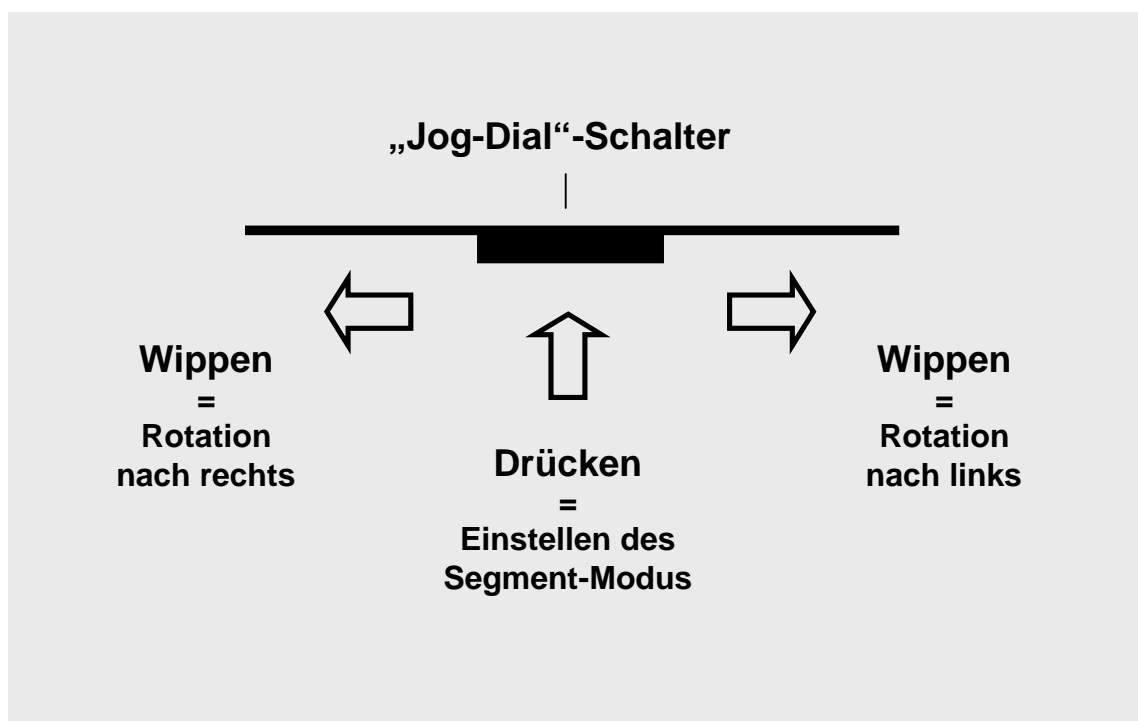 „Jog-Dial“-Schalter
Wippen
=
Rotation
nach rechts
Drücken
=
Einstellen des
Segment-Modus
Wippen
=
Rotation
nach links